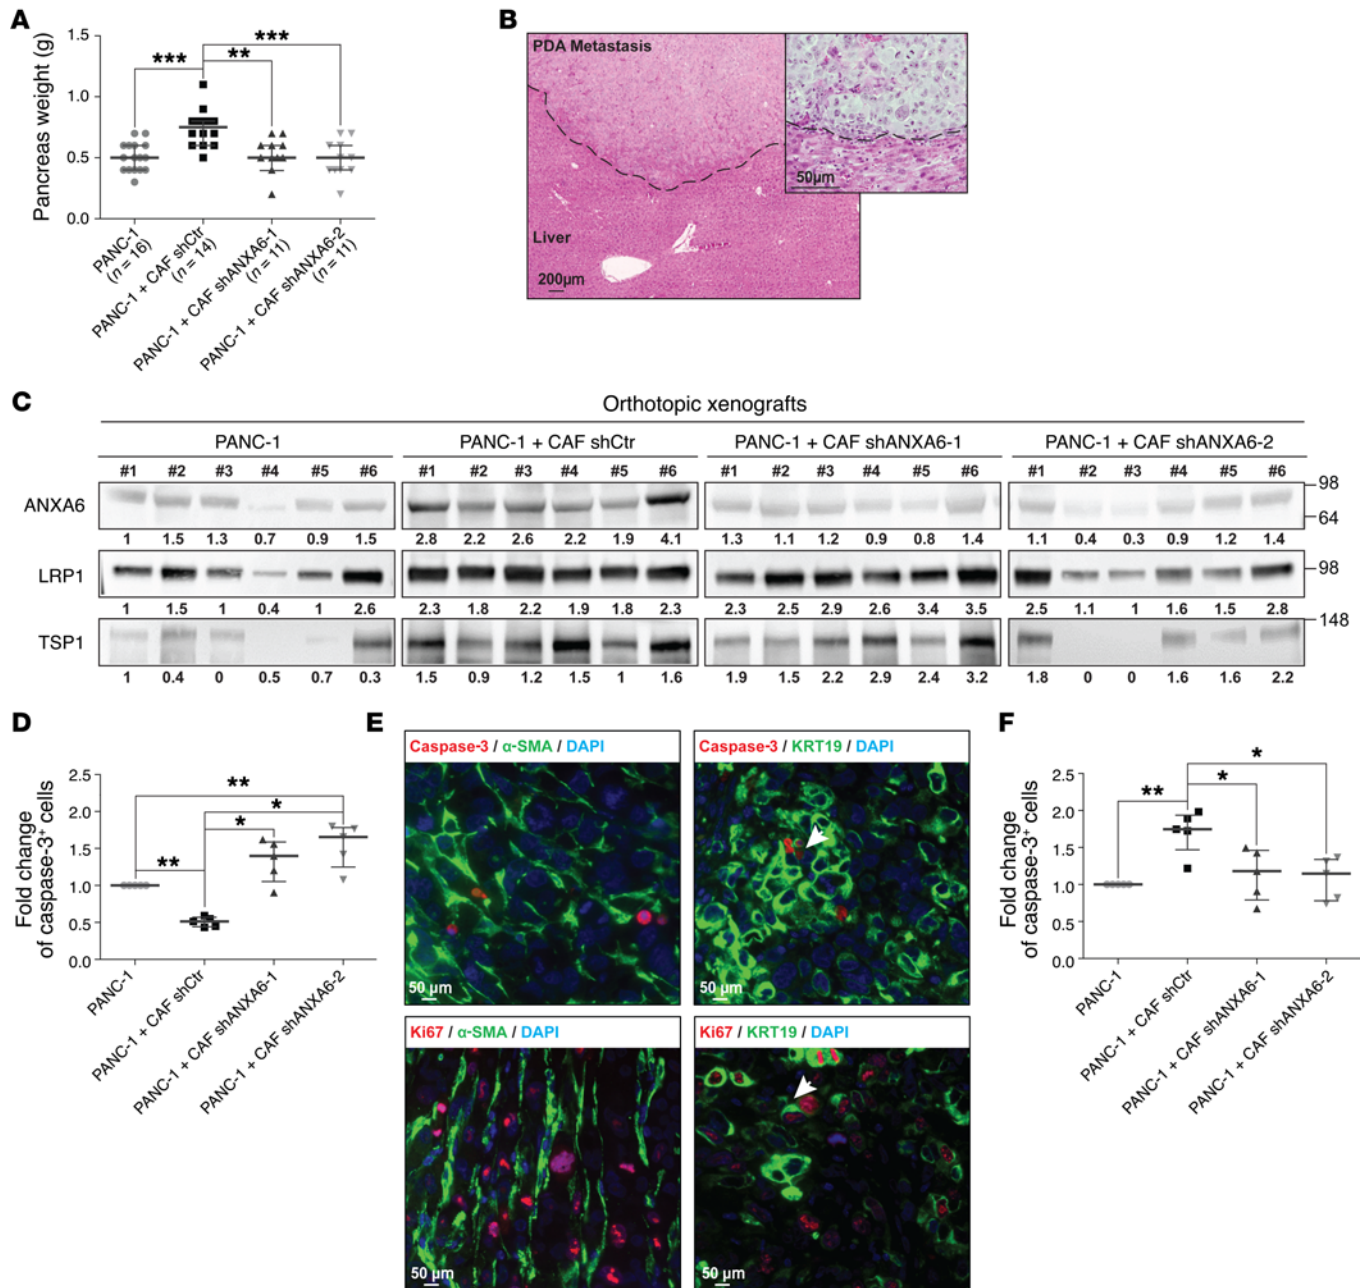 A
Pancreas weight (g)
1.5
1.0
0.5
0.0
***
**
***
PANC-1
(n = 16)
PANC-1 + CAF shCtr
(n = 14)
PANC-1 + CAF shANXA6-1
(n = 11)
PANC-1 + CAF shANXA6-2
(n = 11)
B
PDA Metastasis
Liver
200µm
50µm
C
Orthotopic xenografts
PANC-1 PANC-1 + CAF shCtr PANC-1 + CAF shANXA6-1 PANC-1 + CAF shANXA6-2
#1 #2 #3 #4 #5 #6 #1 #2 #3 #4 #5 #6 #1 #2 #3 #4 #5 #6 #1 #2 #3 #4 #5 #6
ANXA6 98
64
1 1.5 1.3 0.7 0.9 1.5 2.8 2.2 2.6 2.2 1.9 4.1 1.3 1.1 1.2 0.9 0.8 1.4 1.1 0.4 0.3 0.9 1.2 1.4
LRP1 98
1 1.5 1 0.4 1 2.6 2.3 1.8 2.2 1.9 1.8 2.3 2.3 2.5 2.9 2.6 3.4 3.5 2.5 1.1 1 1.6 1.5 2.8
148
TSP1
1 0.4 0 0.5 0.7 0.3 1.5 0.9 1.2 1.5 1 1.6 1.9 1.5 2.2 2.9 2.4 3.2 1.8 0 0 1.6 1.6 2.2
D
Fold change
of caspase-3+ cells
2.5
2.0
1.5
1.0
0.5
0.0
**
*
*
**
PANC-1
PANC-1 + CAF shCtr
PANC-1 + CAF shANXA6-1
PANC-1 + CAF shANXA6-2
E
Caspase-3 / α-SMA / DAPI
50 µm
Caspase-3 / KRT19 / DAPI
50 µm
Ki67 / α-SMA / DAPI
50 µm
Ki67 / KRT19 / DAPI
50 µm
F
Fold change
of caspase-3+ cells
2.5
2.0
1.5
1.0
0.5
0.0
*
*
**
PANC-1
PANC-1 + CAF shCtr
PANC-1 + CAF shANXA6-1
PANC-1 + CAF shANXA6-2